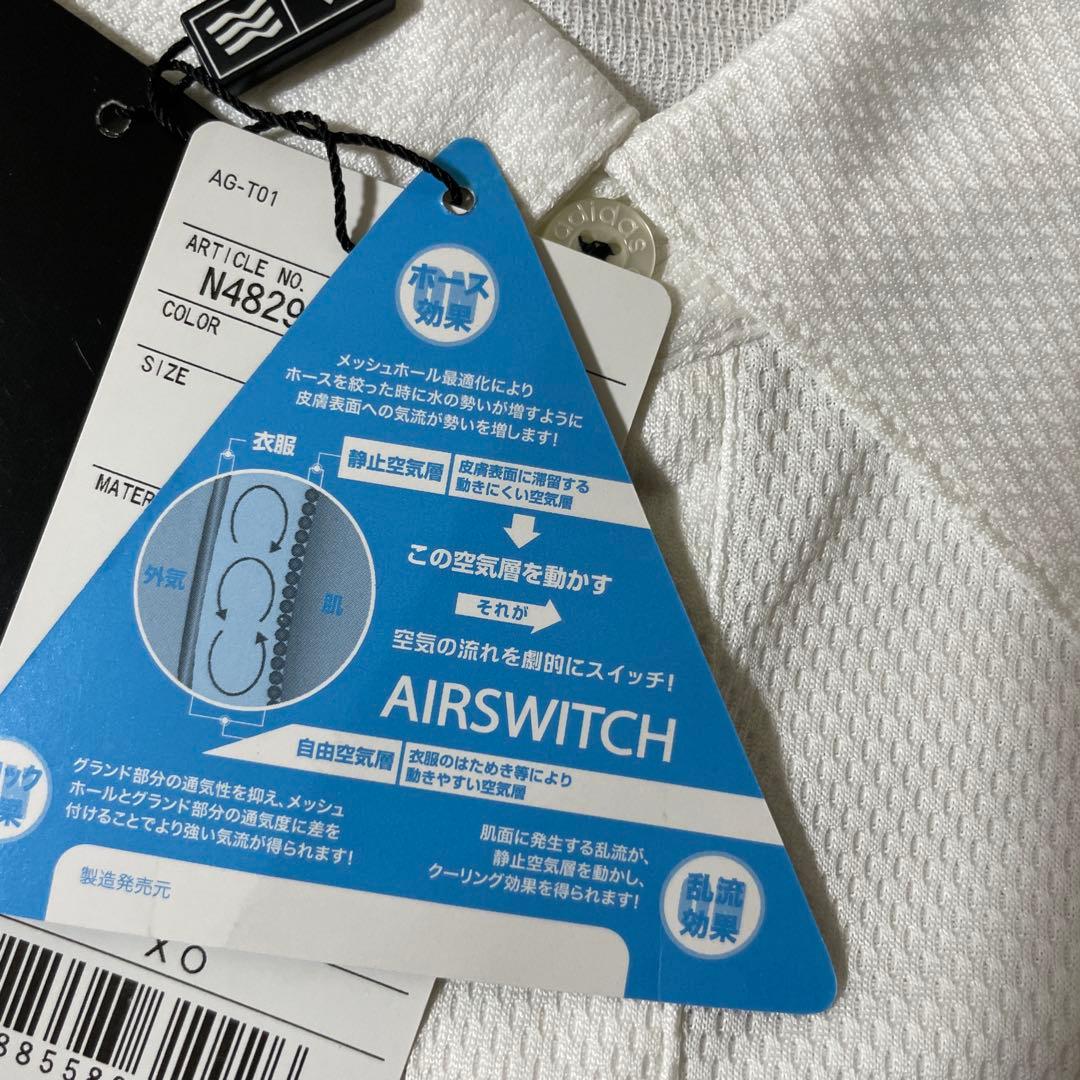 AG-T01
ARTICLE NO.
N4829
COLOR
SIZE
MATER
adidas
ホース
効果
メッシュホール最適化により
ホースを絞った時に水の勢いが増すように
皮膚表面への気流が勢いを増します!
衣服
静止空気層
皮膚表面に滞留する
動きにくい空気層
外気
肌
この空気層を動かす
それが
空気の流れを劇的にスイッチ!
AIRSWITCH
自由空気層
衣服のはためき等により
動きやすい空気層
ック
果
グランド部分の通気性を抑え、メッシュ
ホールとグランド部分の通気度に差を
付けることでより強い気流が得られます!
肌面に発生する乱流が、
静止空気層を動かし、
クーリング効果を得られます!
乱流
効果
製造発売元
XO